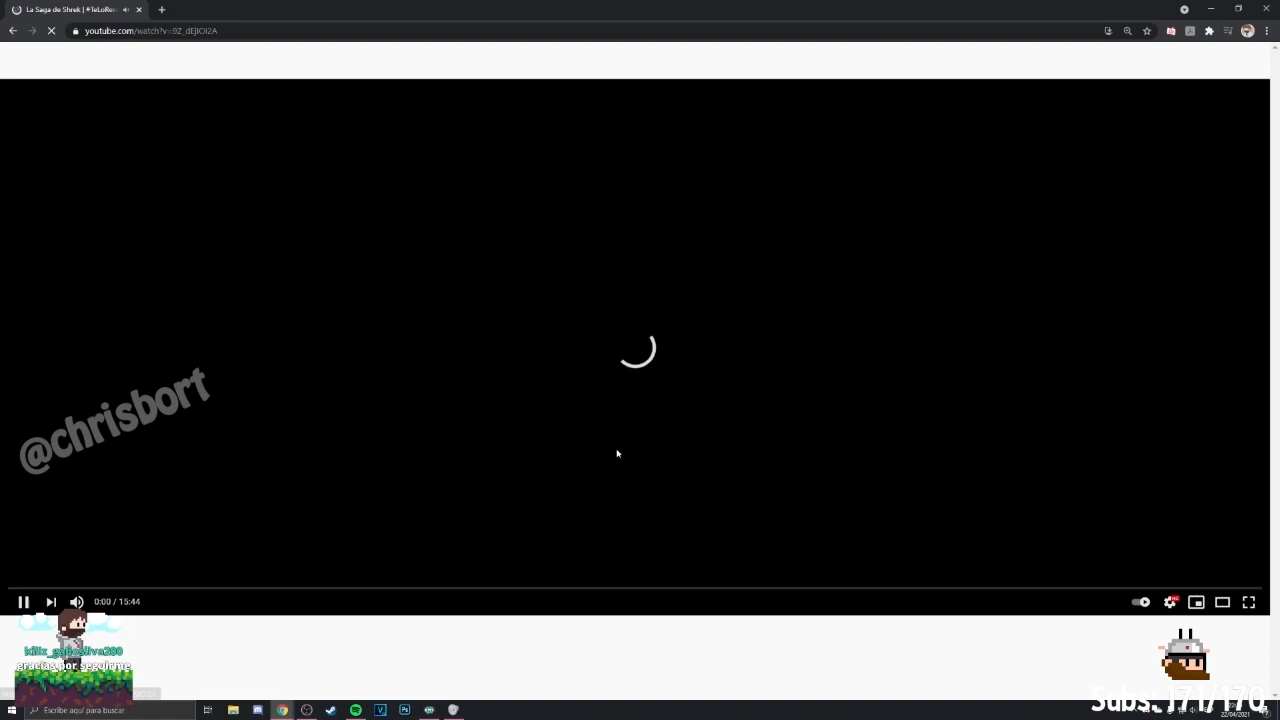 La Saga de Shrek | #TeLoResu
youtube.com/watch?v=9Z_dEjIOI2A
@chrisbort
0:00 / 15:44
gracias por seguirme
Subs: 171/170
Escribe aquí para buscar
22/04/2021